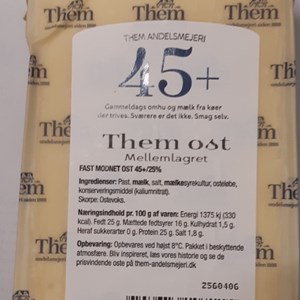 Them
Them
Them
THEM ANDELSMEJERI
45+
Gammeldags omhu og mælk fra køer
der trives. Sværere er det ikke. Smag selv.
Them ost
Mellemlagret
FAST MODNET OST 45+/25%
Ingredienser: Past. mælk, salt, mælkesyrekultur, osteløbe,
konserveringsmiddel (kaliumnitrat).
Skorpe: Ostevoks.
Næringsindhold pr. 100 g af varen: Energi 1375 kj (330
kcal). Fedt 25 g. Mættede fedtsyrer 16 g. Kulhydrat 1,5 g.
Heraf sukkerarter 0 g. Protein 25 g. Salt 1,8 g.
Opbevaring: Opbevares ved højst 8°C. Pakket i beskyttende
atmosfære. Bliv inspireret, læs vores historie og se de
prisvindende oste på them-andelsmejeri.dk
2560406